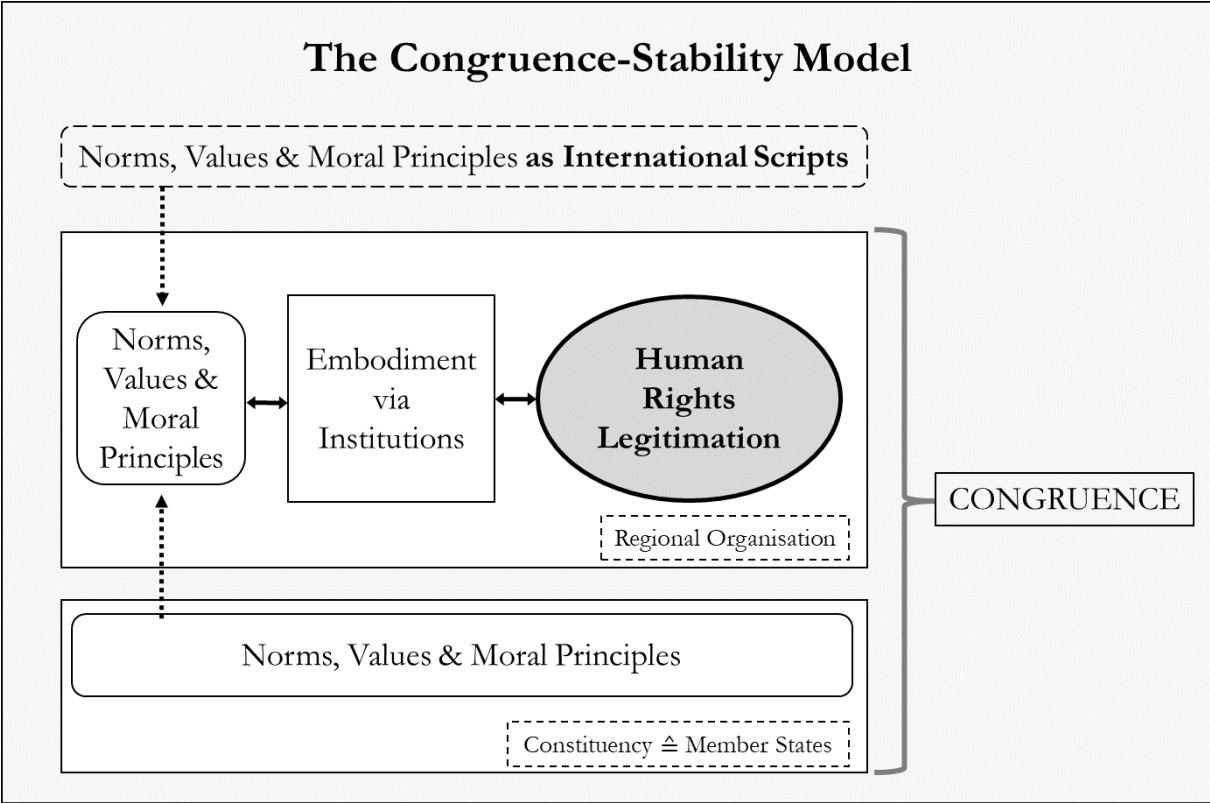 The Congruence-Stability Model
Norms, Values & Moral Principles as International Scripts
Norms,
Values &
Moral
Principles
Embodiment
via
Institutions
Human
Rights
Legitimation
Regional Organisation
CONGRUENCE
Norms, Values & Moral Principles
Constituency ≙ Member States